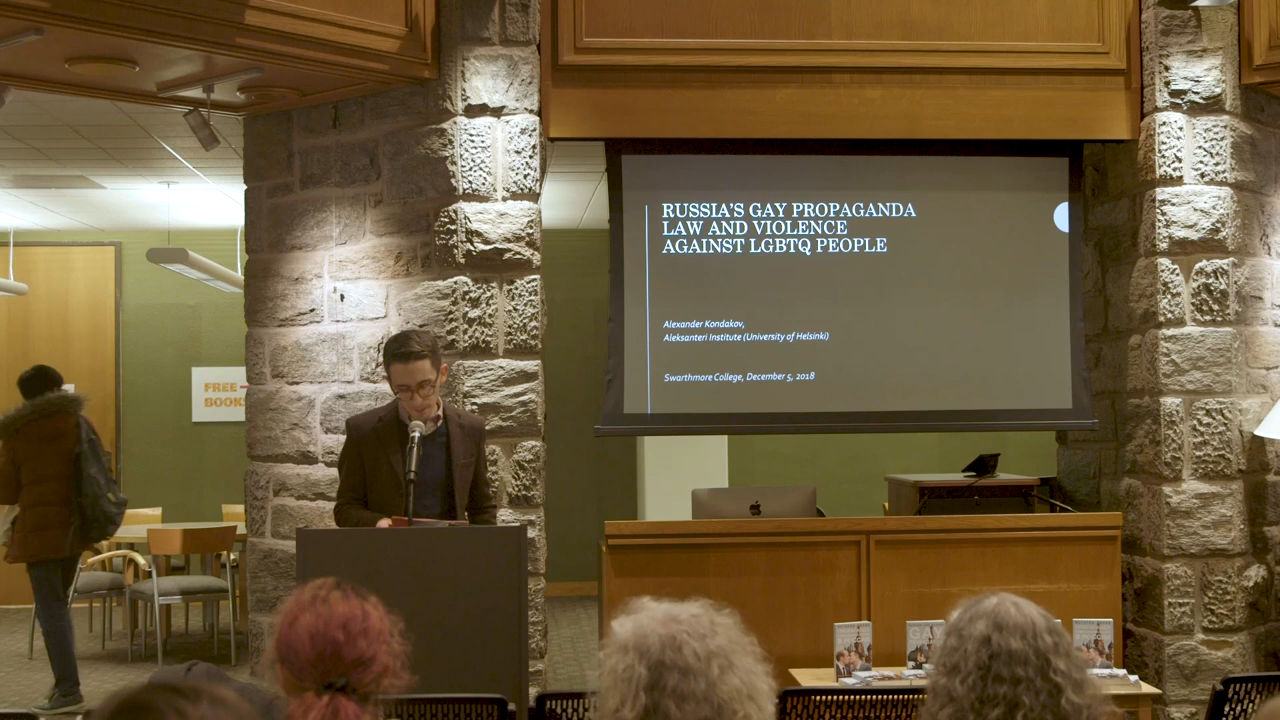 RUSSIA'S GAY PROPAGANDA
LAW AND VIOLENCE
AGAINST LGBTQ PEOPLE
Alexander Kondakov,
Aleksanteri Institute (University of Helsinki)
Swarthmore College, December 5, 2018
FREE
BOOKS